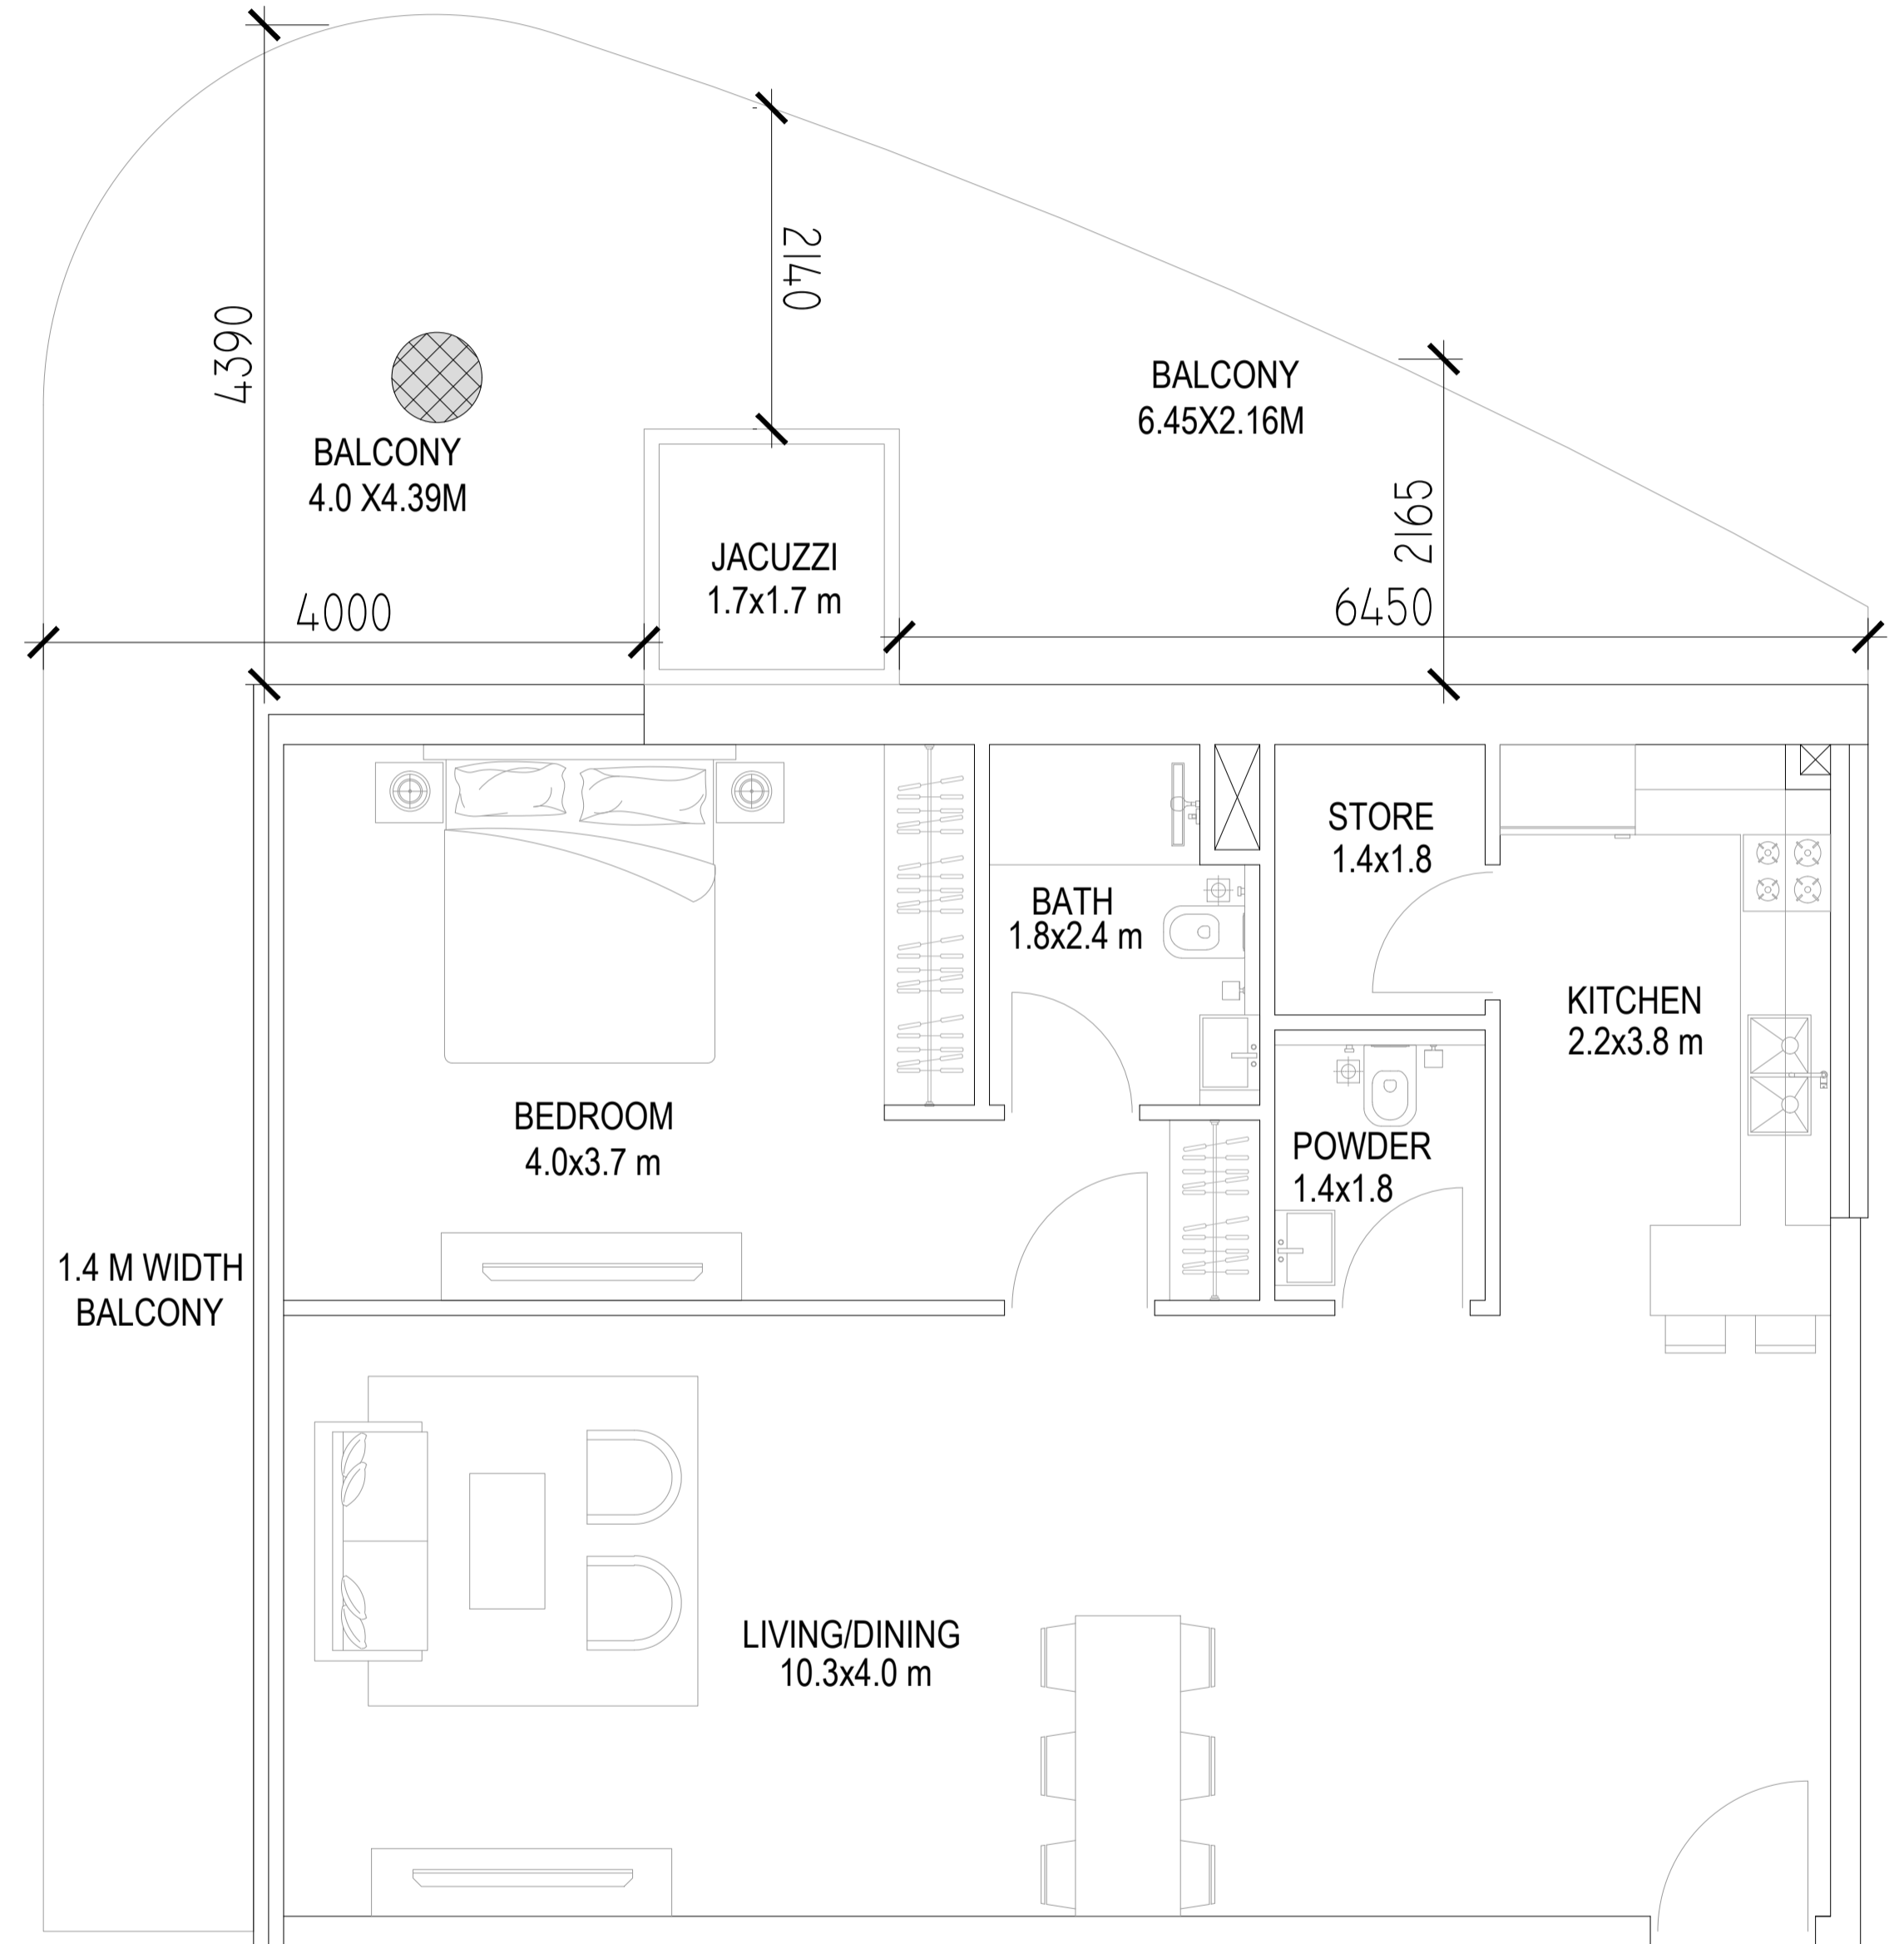 2140
4390
BALCONY
6.45X2.16M
BALCONY
4.0 X4.39M
2165
JACUZZI
1.7x1.7 m
4000
6450
STORE
1.4x1.8
BATH
1.8x2.4 m
KITCHEN
2.2x3.8 m
BEDROOM
4.0x3.7 m
POWDER
1.4x1.8
1.4 M WIDTH
BALCONY
LIVING/DINING
10.3x4.0 m